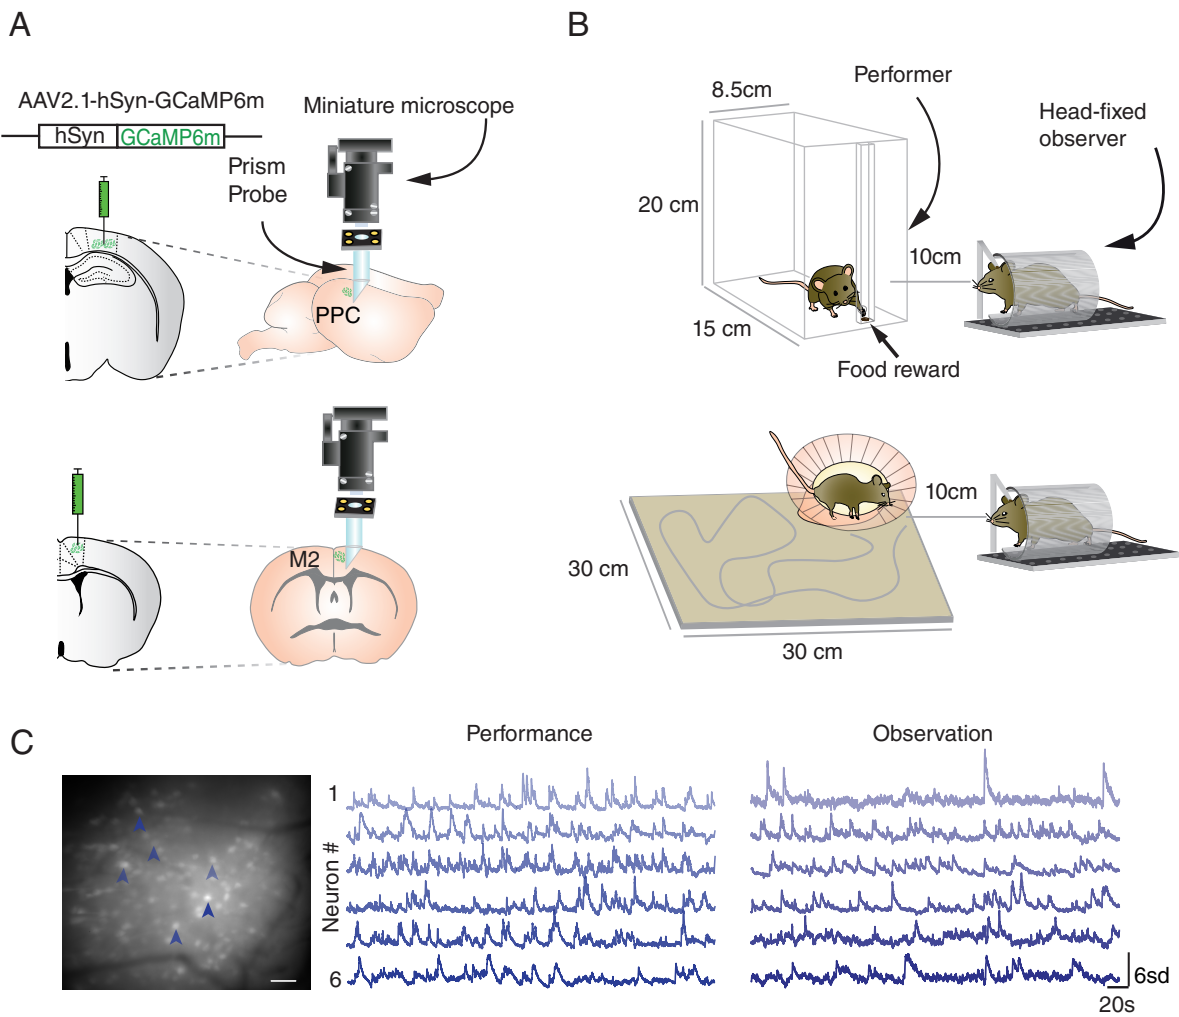 A
AAV2.1-hSyn-GCaMP6m
hSyn
GCaMP6m
Miniature microscope
Prism
Probe
PPC
M2
B
Performer
8.5cm
Head-fixed
observer
20 cm
10cm
15 cm
Food reward
10cm
30 cm
30 cm
C
Performance
Observation
1
Neuron #
6
6sd
20s